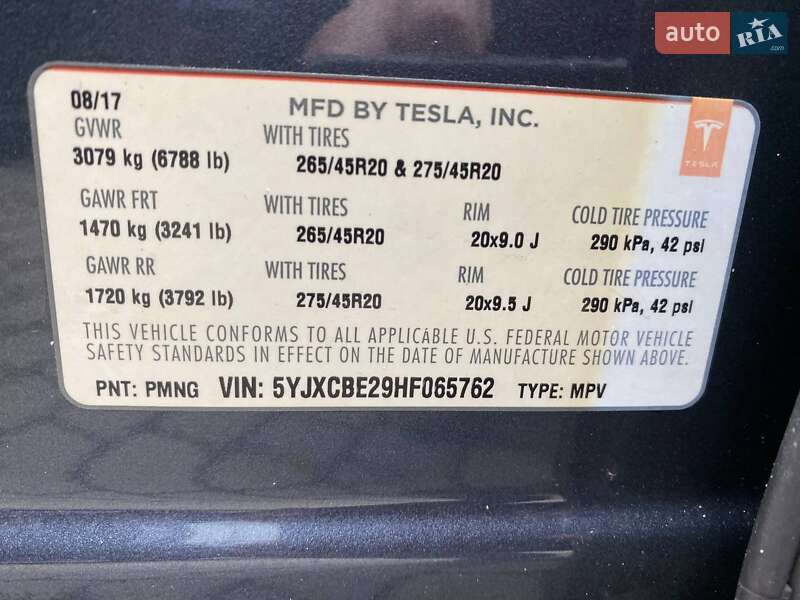 auto RIA.com
08/17
MFD BY TESLA, INC.
GVWR WITH TIRES
3079 kg (6788 lb) 265/45R20 & 275/45R20
TESLA
GAWR FRT WITH TIRES RIM COLD TIRE PRESSURE
1470 kg (3241 lb) 265/45R20 20x9.0 J 290 kPa, 42 psi
GAWR RR WITH TIRES RIM COLD TIRE PRESSURE
1720 kg (3792 lb) 275/45R20 20x9.5 J 290 kPa, 42 psi
THIS VEHICLE CONFORMS TO ALL APPLICáBLE U.S. FEDERAL MOTOR VEHICLE
SAFETY STANDARDS IN EFFECT ON THE DATE OF MANUFACTURE SHOWN ABOVE.
PNT: PMNG VIN: 5YJXCBE29HF065762 TYPE: MPV